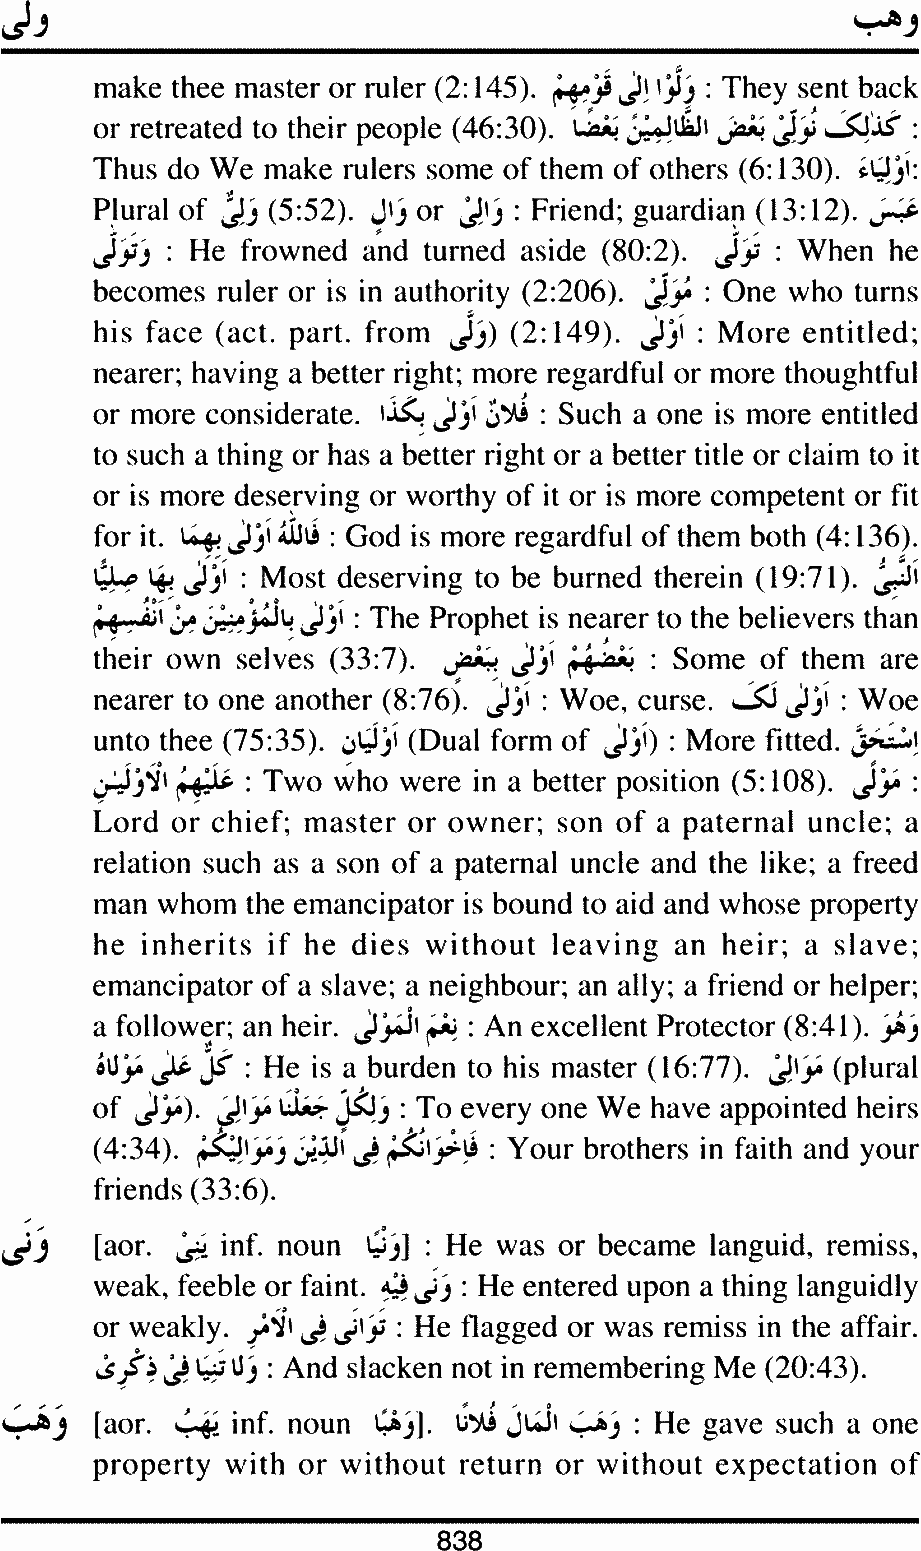 ولی وهب
make thee master or ruler (2:145). وَلَّوْا اِلٰی قَوْمِهِمْ : They sent back
or retreated to their people (46:30). كَذٰلِکَ نُوَلِّیْ بَعْضَ الظَّالِمِیْنَ بَعْضًا :
Thus do We make rulers some of them of others (6:130). اَوْلِیَآءَ:
Plural of وَلِیٌّ (5:52). وَالٍ or وَالِیْ : Friend; guardian (13:12). عَبَسَ
وَتَوَلّٰی : He frowned and turned aside (80:2). تَوَلّٰی : When he
becomes ruler or is in authority (2:206). مُوَلِّیْ : One who turns
his face (act. part. from وَلّٰی) (2:149). اَوْلٰی : More entitled;
nearer; having a better right; more regardful or more thoughtful
or more considerate. فُلَانٌ اَوْلٰی بِكَذَا : Such a one is more entitled
to such a thing or has a better right or a better title or claim to it
or is more deserving or worthy of it or is more competent or fit
for it. فَاللّٰهُ اَوْلٰی بِهِمَا : God is more regardful of them both (4:136).
اَوْلٰی بِهَا صِلِیًّا : Most deserving to be burned therein (19:71). اَلنَّبِیُّ
اَوْلٰی بِالْمُؤْمِنِیْنَ مِنْ اَنْفُسِهِمْ : The Prophet is nearer to the believers than
their own selves (33:7). بَعْضُهُمْ اَوْلٰی بِبَعْضٍ : Some of them are
nearer to one another (8:76). اَوْلٰی : Woe, curse. اَوْلٰی لَکَ : Woe
unto thee (75:35). اَوْلَیَانِ (Dual form of اَوْلٰی) : More fitted. اِسْتَحَقَّ
عَلَیْهِمُ الْاَوْلَیٰنِ : Two who were in a better position (5:108). مَوْلٰی :
Lord or chief; master or owner; son of a paternal uncle; a
relation such as a son of a paternal uncle and the like; a freed
man whom the emancipator is bound to aid and whose property
he inherits if he dies without leaving an heir; a slave;
emancipator of a slave; a neighbour; an ally; a friend or helper;
a follower; an heir. نِعْمَ الْمَوْلٰی : An excellent Protector (8:41). وَهُوَ
كَلٌّ عَلٰی مَوْلَاهُ : He is a burden to his master (16:77). مَوَالِیْ (plural
of مَوْلٰی). وَلِكُلٍّ جَعَلْنَا مَوَالِیَ : To every one We have appointed heirs
(4:34). فَاِخْوَانُكُمْ فِی الدِّیْنِ وَمَوَالِیْكُمْ : Your brothers in faith and your
friends (33:6).
وَنٰی [aor. یَنِیْ inf. noun وَنْیًا] : He was or became languid, remiss,
weak, feeble or faint. وَنٰی فِیْهِ : He entered upon a thing languidly
or weakly. تَوَانٰی فِی الْاَمْرِ : He flagged or was remiss in the affair.
وَلَا تَنِیَا فِیْ ذِكْرِیْ : And slacken not in remembering Me (20:43).
وَهَبَ [aor. یَهَبُ inf. noun وَهْبًا]. وَهَبَ الْمَالَ فُلَانًا : He gave such a one
property with or without return or without expectation of
838